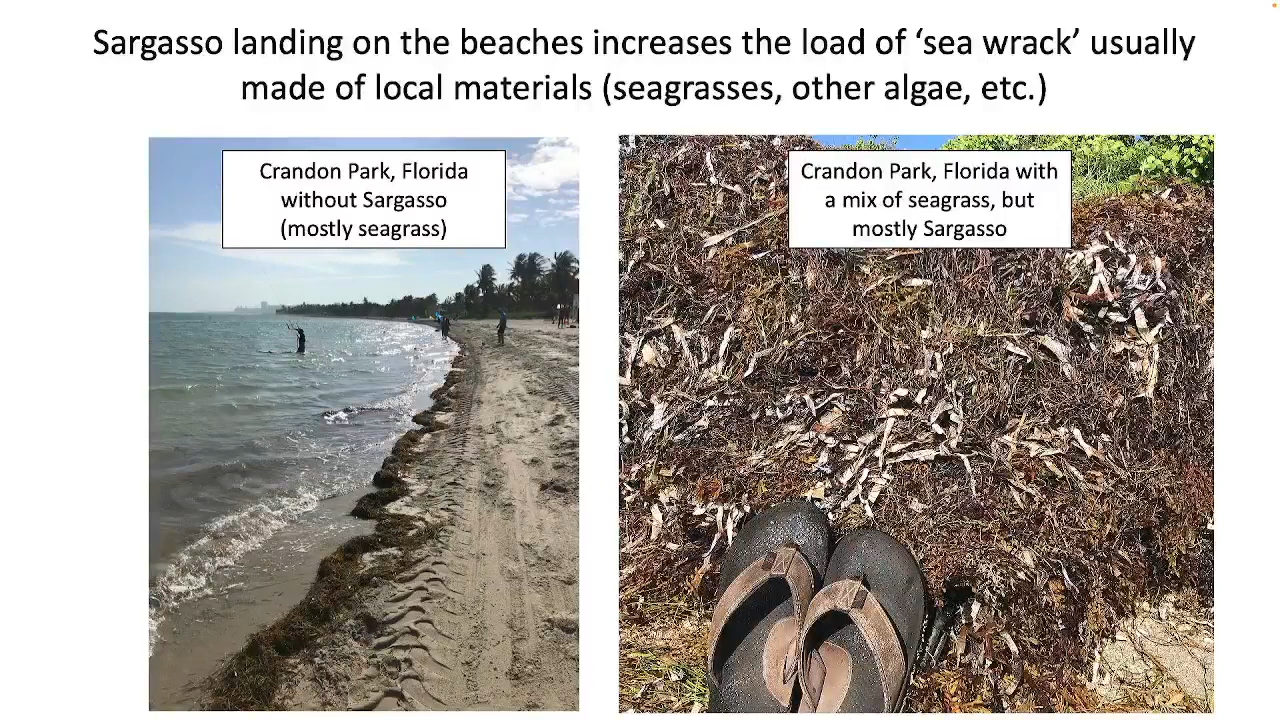 Sargasso landing on the beaches increases the load of ‘sea wrack’ usually
made of local materials (seagrasses, other algae, etc.)
Crandon Park, Florida
without Sargasso
(mostly seagrass)
Crandon Park, Florida with
a mix of seagrass, but
mostly Sargasso